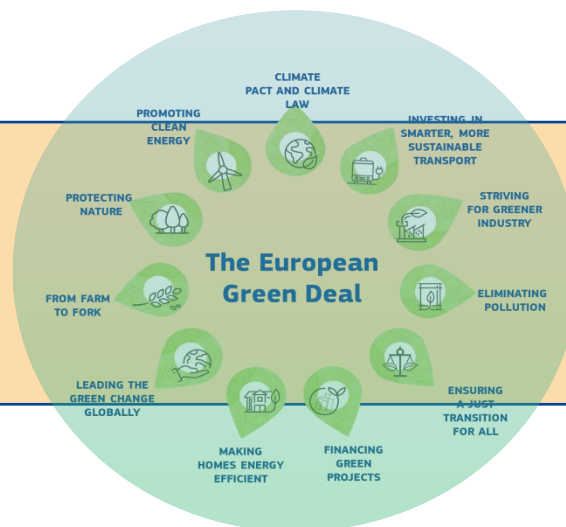 CLIMATE
PACT AND CLIMATE
LAW
PROMOTING
CLEAN
ENERGY
INVESTING IN
SMARTER, MORE
SUSTAINABLE
TRANSPORT
PROTECTING
NATURE
STRIVING
FOR GREENER
INDUSTRY
The European
Green Deal
FROM FARM
TO FORK
ELIMINATING
POLLUTION
LEADING THE
GREEN CHANGE
GLOBALLY
ENSURING
A JUST
TRANSITION
FOR ALL
MAKING
HOMES ENERGY
EFFICIENT
FINANCING
GREEN
PROJECTS